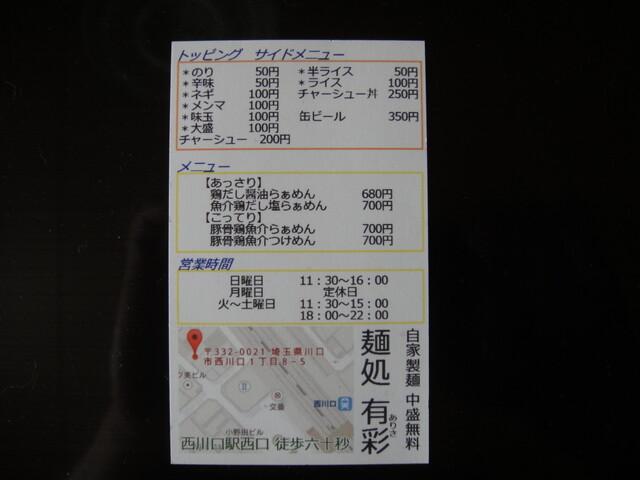 トッピング　サイドメニュー
＊のり　50円　＊半ライス　50円
＊辛味　50円　＊ライス　100円
＊ネギ　100円　チャーシュー丼　250円
＊メンマ　100円
＊味玉　100円　缶ビール　350円
＊大盛　100円
チャーシュー　200円
メニュー
【あっさり】
鶏だし醤油らぁめん　680円
魚介鶏だし塩らぁめん　700円
【こってり】
豚骨鶏魚介らぁめん　700円
豚骨鶏魚介つけめん　700円
営業時間
日曜日　11：30～16：00
月曜日　定休日
火～土曜日　11：30～15：00
18：00～22：00
自家製麺　中盛無料
麺処　有彩
ありさ
〒332-0021 埼玉県川口
市西川口１丁目８－５
交番
西川口
小野田ビル
西川口駅西口　徒歩六十秒